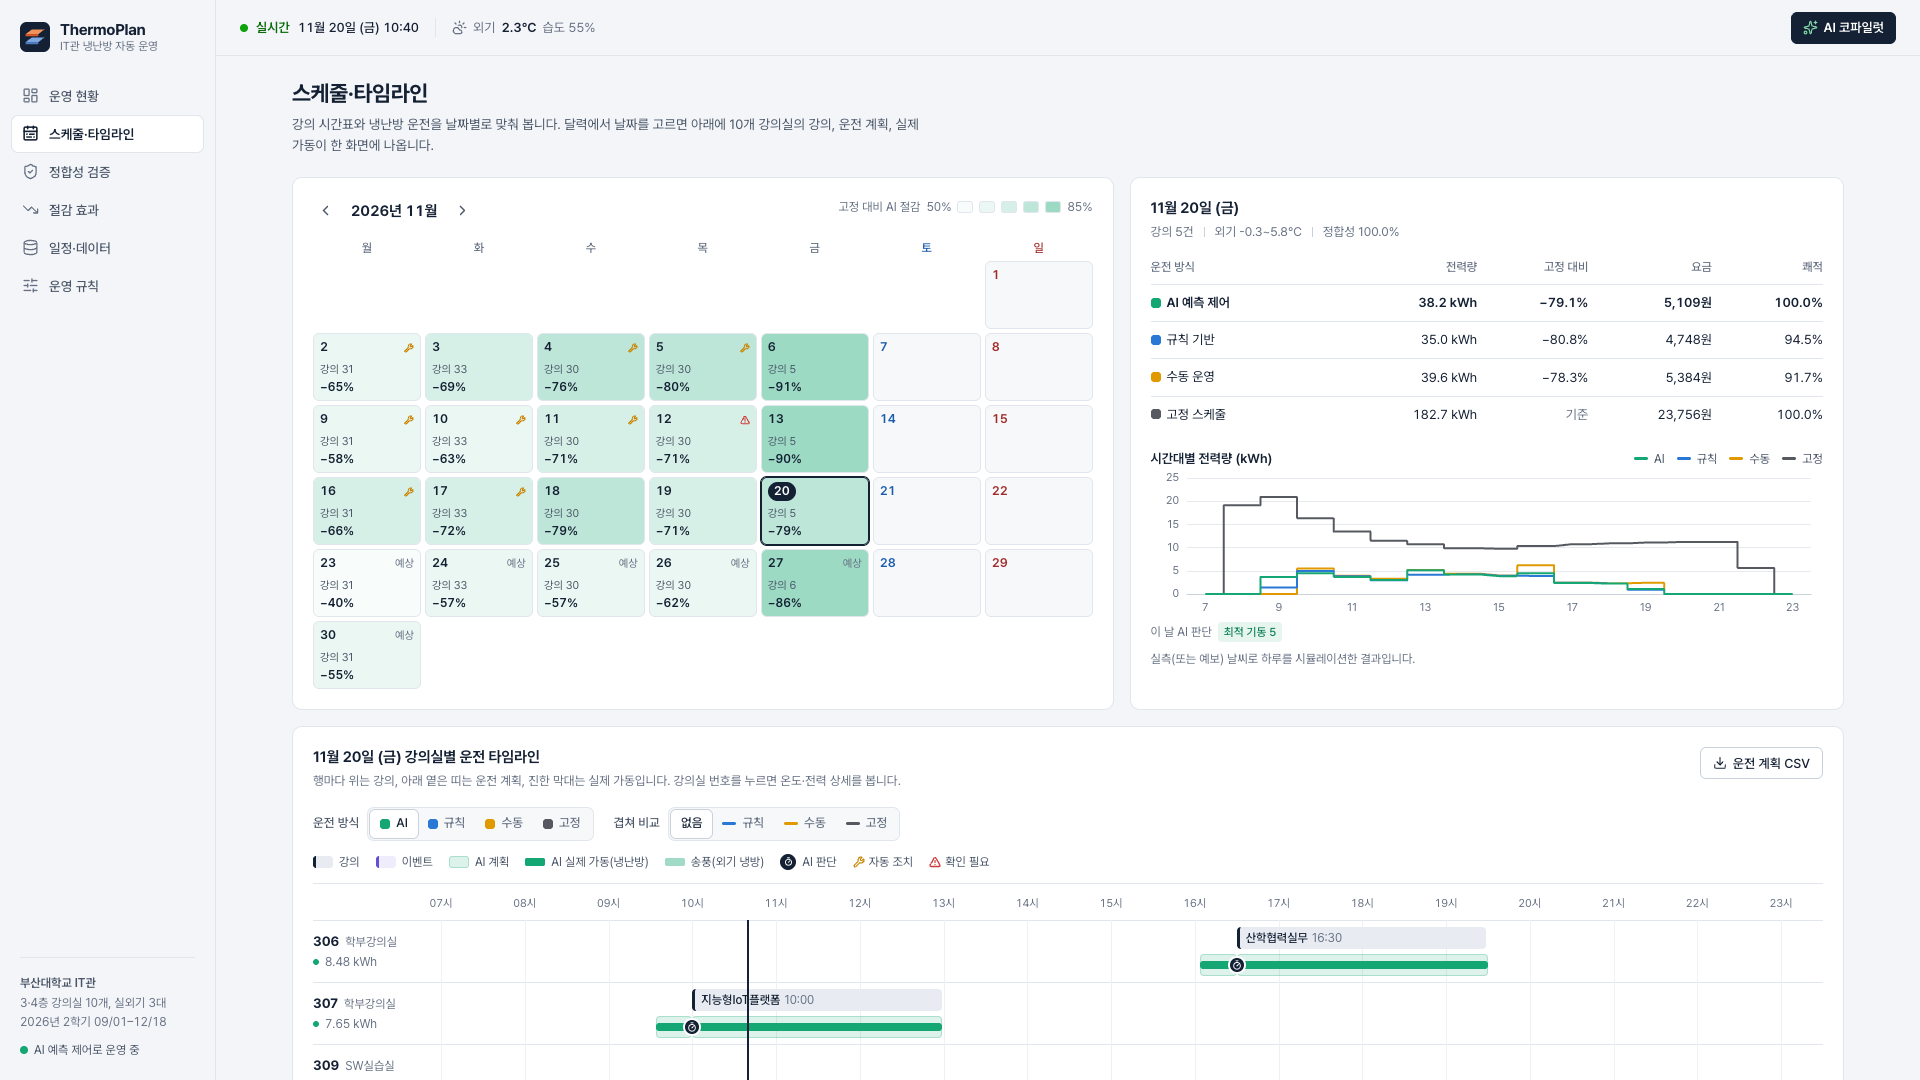 ThermoPlan
IT관 냉난방 자동 운영
운영 현황
스케줄·타임라인
정합성 검증
절감 효과
일정·데이터
운영 규칙
부산대학교 IT관
3·4층 강의실 10개, 실외기 3대
2026년 2학기 09/01–12/18
AI 예측 제어로 운영 중
실시간 11월 20일 (금) 10:40 외기 2.3°C 습도 55%
AI 코파일럿
스케줄·타임라인
강의 시간표와 냉난방 운전을 날짜별로 맞춰 봅니다. 달력에서 날짜를 고르면 아래에 10개 강의실의 강의, 운전 계획, 실제
가동이 한 화면에 나옵니다.
2026년 11월
고정 대비 AI 절감 50% 85%
월 화 수 목 금 토 일
1
2 3 4 5 6 7 8
강의 31 강의 33 강의 30 강의 30 강의 5
−65% −69% −76% −80% −91%
9 10 11 12 13 14 15
강의 31 강의 33 강의 30 강의 30 강의 5
−58% −63% −71% −71% −90%
16 17 18 19 20 21 22
강의 31 강의 33 강의 30 강의 30 강의 5
−66% −72% −79% −71% −79%
23 예상 24 예상 25 예상 26 예상 27 예상 28 29
강의 31 강의 33 강의 30 강의 30 강의 6
−40% −57% −57% −62% −86%
30 예상
강의 31
−55%
11월 20일 (금)
강의 5건 외기 -0.3~5.8°C 정합성 100.0%
운전 방식 전력량 고정 대비 요금 쾌적
AI 예측 제어 38.2 kWh −79.1% 5,109원 100.0%
규칙 기반 35.0 kWh −80.8% 4,748원 94.5%
수동 운영 39.6 kWh −78.3% 5,384원 91.7%
고정 스케줄 182.7 kWh 기준 23,756원 100.0%
시간대별 전력량 (kWh) AI 규칙 수동 고정
25
20
15
10
5
0
7 9 11 13 15 17 19 21 23
이 날 AI 판단 최적 기동 5
실측(또는 예보) 날씨로 하루를 시뮬레이션한 결과입니다.
11월 20일 (금) 강의실별 운전 타임라인
행마다 위는 강의, 아래 옅은 띠는 운전 계획, 진한 막대는 실제 가동입니다. 강의실 번호를 누르면 온도·전력 상세를 봅니다.
운전 계획 CSV
운전 방식 AI 규칙 수동 고정 겹쳐 비교 없음 규칙 수동 고정
강의 이벤트 AI 계획 AI 실제 가동(냉난방) 송풍(외기 냉방) AI 판단 자동 조치 확인 필요
07시 08시 09시 10시 11시 12시 13시 14시 15시 16시 17시 18시 19시 20시 21시 22시 23시
306 학부강의실
산학협력실무 16:30
8.48 kWh
307 학부강의실
지능형IoT플랫폼 10:00
7.65 kWh
309 SW실습실